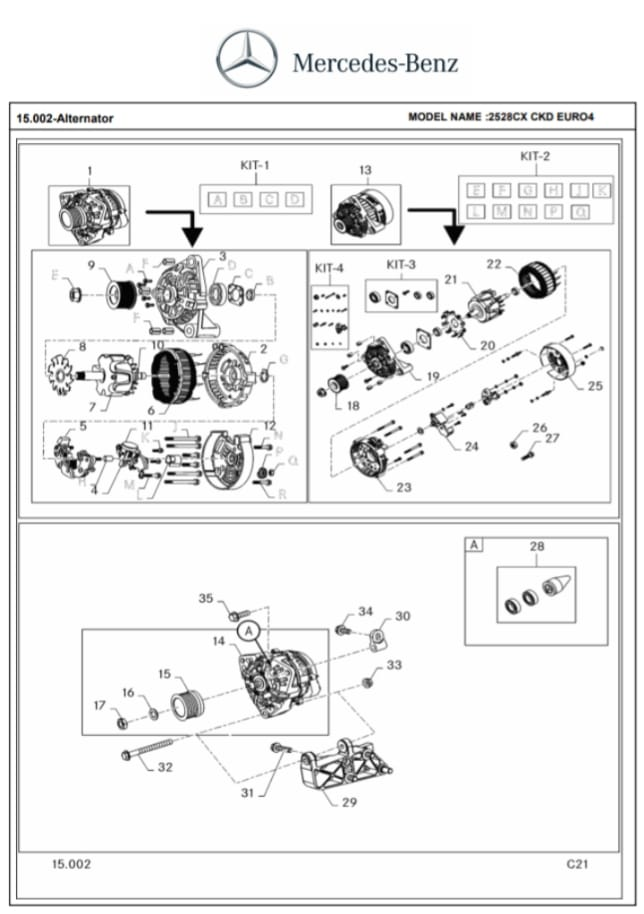 Mercedes-Benz
15.002-Alternator MODEL NAME :2528CX CKD EURO4
1 KIT-1 13 KIT-2
A B C D
E F G H J K
L M N P Q
9 A F 3 D C B
E
F
KIT-4 KIT-3 21 22
8 10 2 G
7 6
20
19
18
25
5 11 J 12 N
K P Q
H 4 M L R
24 26 27
23
A 28
35 34 30
A
14
15 33
16
17
32
31 29
15.002 C21